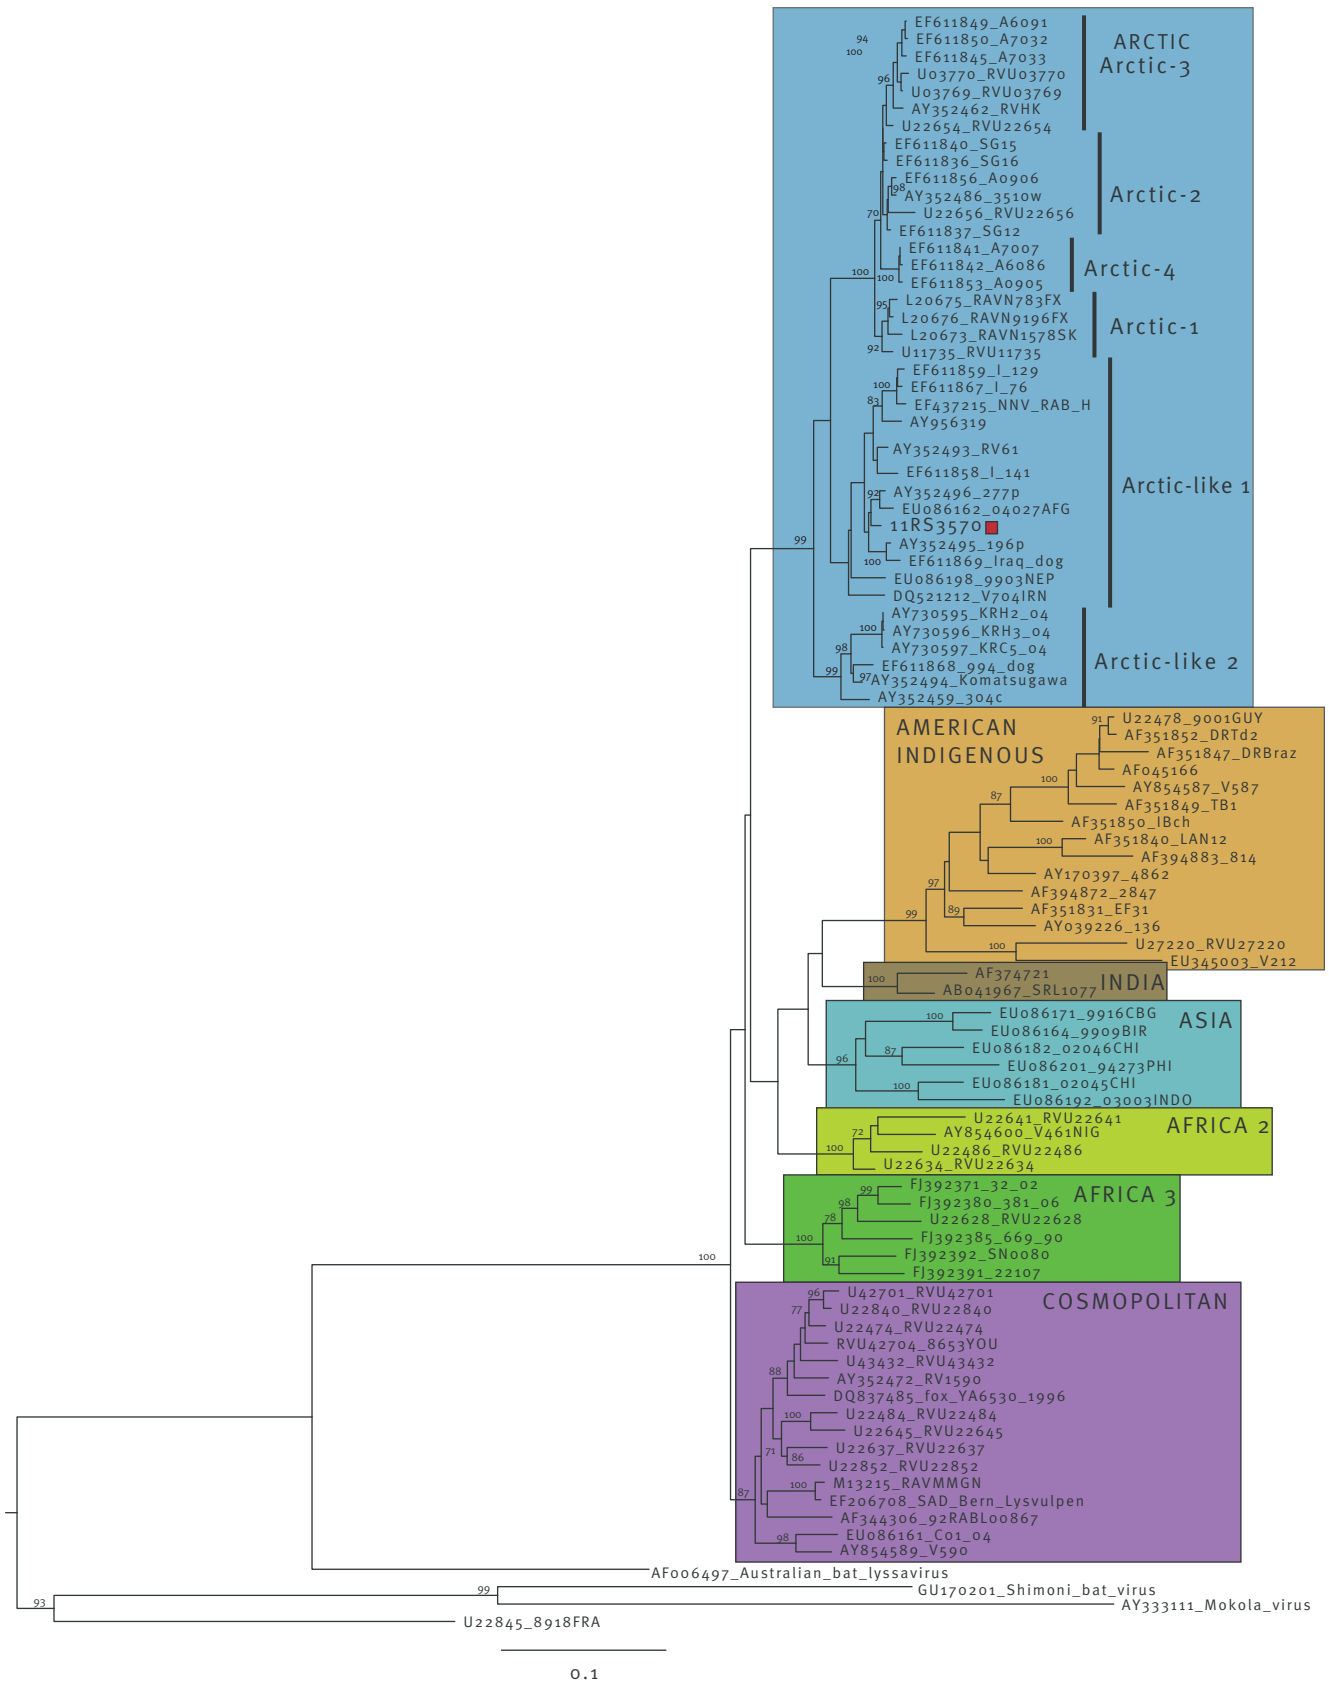 EF611849_A6091
EF611850_A7032
EF611845_A7033
U03770_RVU03770
U03769_RVU03769
AY352462_RVHK
U22654_RVU22654
94
100
96
ARCTIC
Arctic-3
EF611840_SG15
EF611836_SG16
EF611856_A0906
AY352486_3510w
U22656_RVU22656
EF611837_SG12
98
70
Arctic-2
EF611841_A7007
EF611842_A6086
EF611853_A0905
100
100
Arctic-4
L20675_RAVN783FX
L20676_RAVN9196FX
L20673_RAVN1578SK
U11735_RVU11735
95
92
Arctic-1
EF611859_I_129
EF611867_I_76
EF437215_NNV_RAB_H
AY956319
AY352493_RV61
EF611858_I_141
AY352496_277p
EU086162_04027AFG
11RS3570
AY352495_196p
EF611869_Iraq_dog
EU086198_9903NEP
DQ521212_V704IRN
100
83
92
100
99
Arctic-like 1
AY730595_KRH2_04
AY730596_KRH3_04
AY730597_KRC5_04
EF611868_994_dog
AY352494_Komatsugawa
AY352459_304c
100
98
97
99
Arctic-like 2
AMERICAN
INDIGENOUS
U22478_9001GUY
AF351852_DRTd2
AF351847_DRBraz
AF045166
AY854587_V587
AF351849_TB1
AF351850_IBch
AF351840_LAN12
AF394883_814
AY170397_4862
AF394872_2847
AF351831_EF31
AY039226_136
U27220_RVU27220
EU345003_V212
91
100
87
100
97
89
99
100
AF374721
AB041967_SRL1077
100
INDIA
EU086171_9916CBG
EU086164_9909BIR
EU086182_02046CHI
EU086201_94273PHI
EU086181_02045CHI
EU086192_03003INDO
100
87
96
100
ASIA
U22641_RVU22641
AY854600_V461NIG
U22486_RVU22486
U22634_RVU22634
72
100
AFRICA 2
FJ392371_32_02
FJ392380_381_06
U22628_RVU22628
FJ392385_669_90
FJ392392_SN0080
FJ392391_22107
99
98
78
100
91
AFRICA 3
100
U42701_RVU42701
U22840_RVU22840
U22474_RVU22474
RVU42704_8653YOU
U43432_RVU43432
AY352472_RV1590
DQ837485_fox_YA6530_1996
U22484_RVU22484
U22645_RVU22645
U22637_RVU22637
U22852_RVU22852
M13215_RAVMMGN
EF206708_SAD_Bern_Lysvulpen
AF344306_92RABL00867
EU086161_C01_04
AY854589_V590
96
77
88
100
71
86
100
87
98
COSMOPOLITAN
AF006497_Australian_bat_lyssavirus
GU170201_Shimoni_bat_virus
AY333111_Mokola_virus
U22845_8918FRA
99
93
0.1